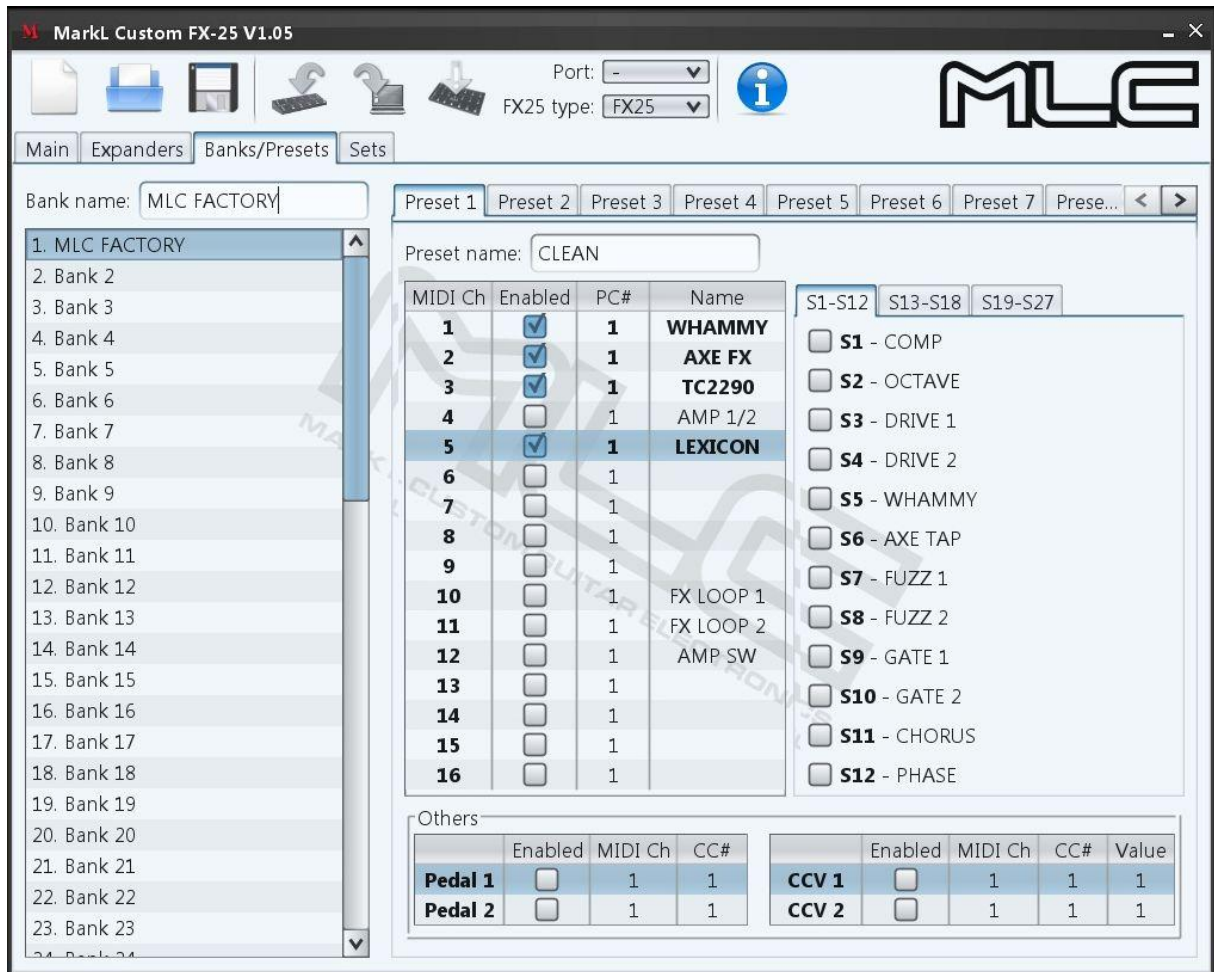 MarkL Custom FX-25 V1.05
Port: -
FX25 type: FX25
MLC
Main Expanders Banks/Presets Sets
Bank name: MLC FACTORY
1. MLC FACTORY
2. Bank 2
3. Bank 3
4. Bank 4
5. Bank 5
6. Bank 6
7. Bank 7
8. Bank 8
9. Bank 9
10. Bank 10
11. Bank 11
12. Bank 12
13. Bank 13
14. Bank 14
15. Bank 15
16. Bank 16
17. Bank 17
18. Bank 18
19. Bank 19
20. Bank 20
21. Bank 21
22. Bank 22
23. Bank 23
24. Bank 24
Preset 1 Preset 2 Preset 3 Preset 4 Preset 5 Preset 6 Preset 7 Prese...
Preset name: CLEAN
MIDI Ch Enabled PC# Name
1 1 WHAMMY
2 1 AXE FX
3 1 TC2290
4 1 AMP 1/2
5 1 LEXICON
6 1
7 1
8 1
9 1
10 1 FX LOOP 1
11 1 FX LOOP 2
12 1 AMP SW
13 1
14 1
15 1
16 1
MLC
MARK L CUSTOM GUITAR ELECTRONICS
S1-S12 S13-S18 S19-S27
S1 - COMP
S2 - OCTAVE
S3 - DRIVE 1
S4 - DRIVE 2
S5 - WHAMMY
S6 - AXE TAP
S7 - FUZZ 1
S8 - FUZZ 2
S9 - GATE 1
S10 - GATE 2
S11 - CHORUS
S12 - PHASE
Others
Enabled MIDI Ch CC#
Pedal 1 1 1
Pedal 2 1 1
Enabled MIDI Ch CC# Value
CCV 1 1 1 1
CCV 2 1 1 1